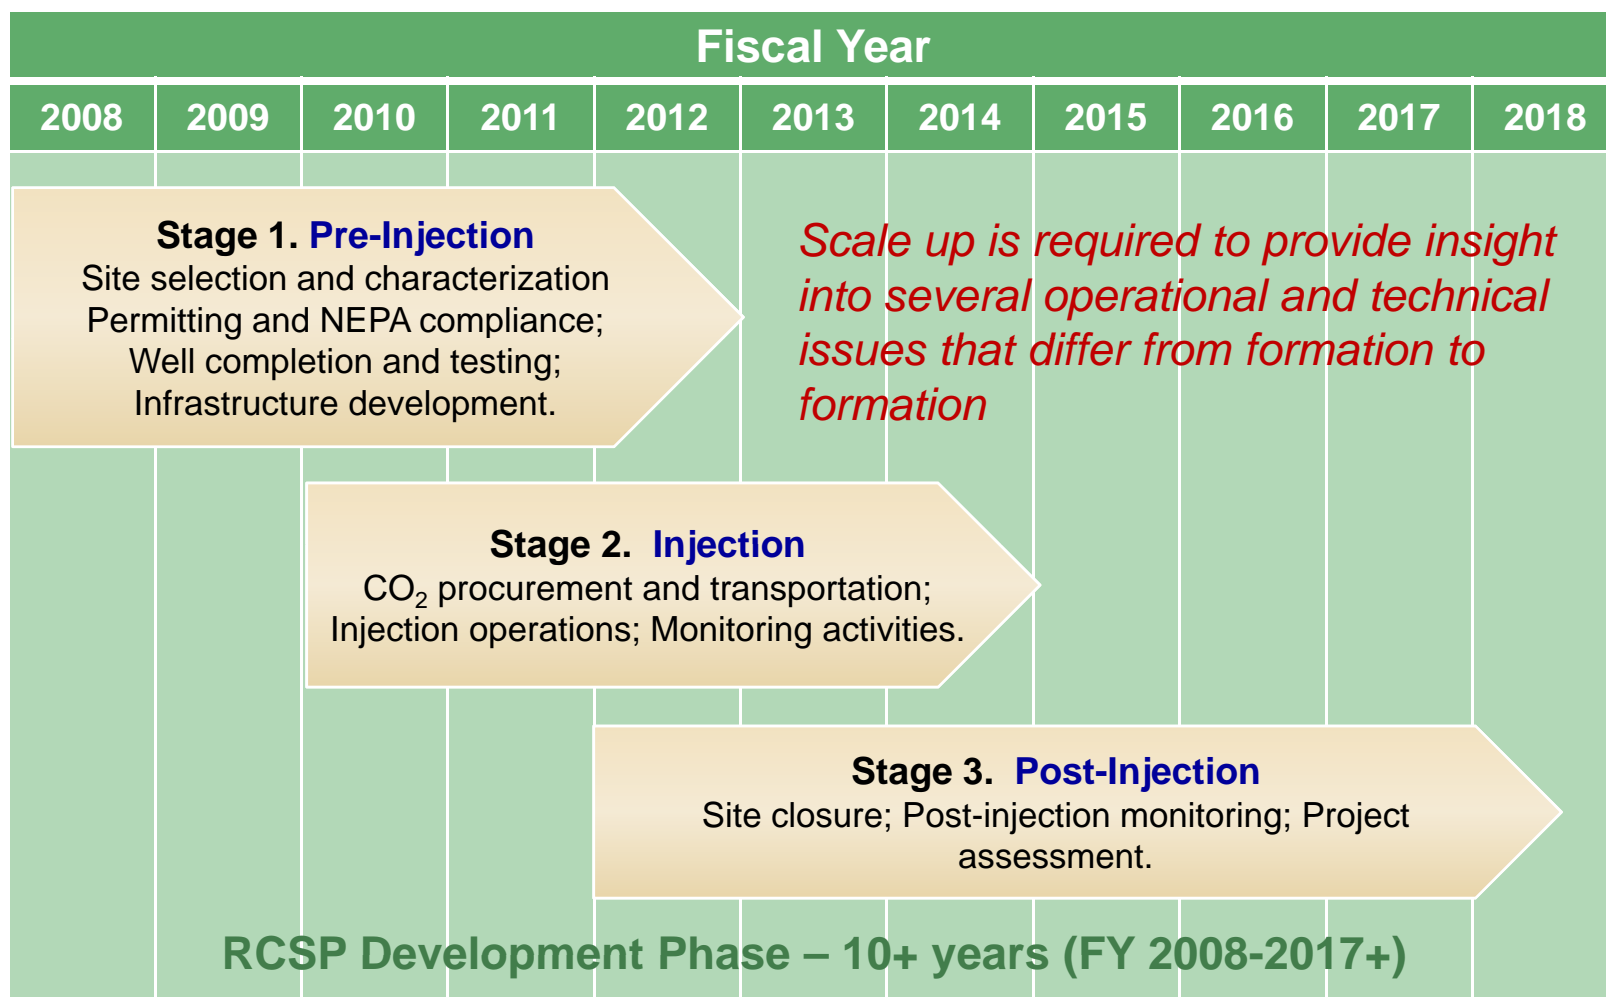 Fiscal Year
2008 2009 2010 2011 2012 2013 2014 2015 2016 2017 2018
Stage 1. Pre-Injection
Site selection and characterization
Permitting and NEPA compliance;
Well completion and testing;
Infrastructure development.
Scale up is required to provide insight
into several operational and technical
issues that differ from formation to
formation
Stage 2. Injection
CO₂ procurement and transportation;
Injection operations; Monitoring activities.
Stage 3. Post-Injection
Site closure; Post-injection monitoring; Project
assessment.
RCSP Development Phase – 10+ years (FY 2008-2017+)